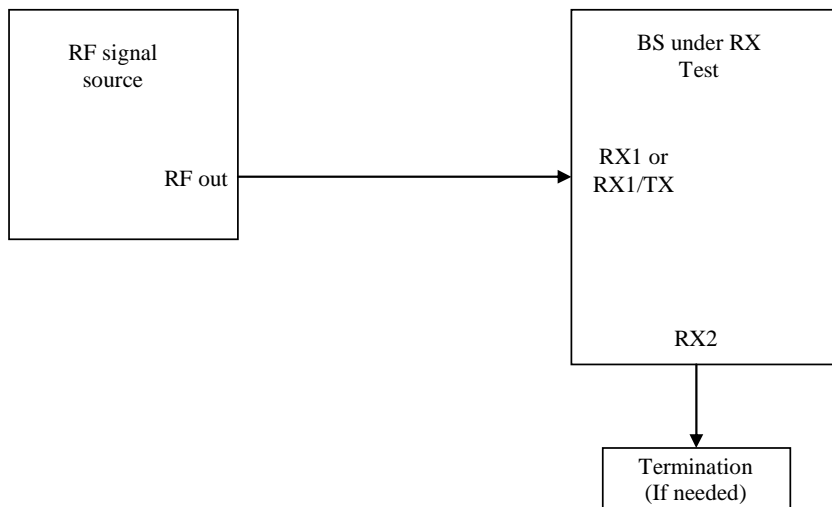 RF signal
source
RF out
BS under RX
Test
RX1 or
RX1/TX
RX2
Termination
(If needed)